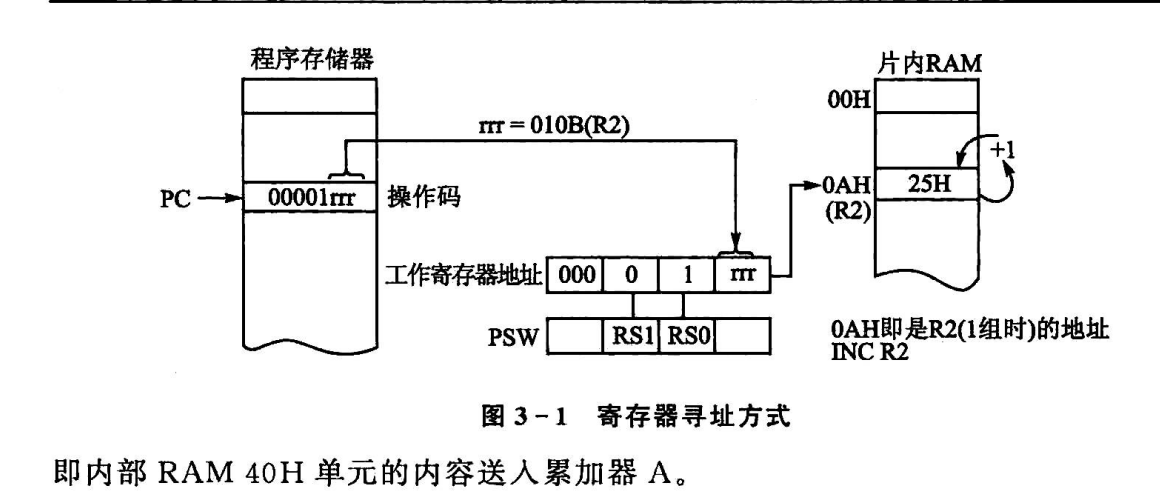 程序存储器
片内RAM
00H
rrr = 010B(R2)
+1
PC
00001rrr
操作码
0AH
25H
(R2)
工作寄存器地址
000
0
1
rrr
PSW
RS1
RS0
0AH即是R2(1组时)的地址
INC R2
图 3-1 寄存器寻址方式
即内部 RAM 40H 单元的内容送入累加器 A。